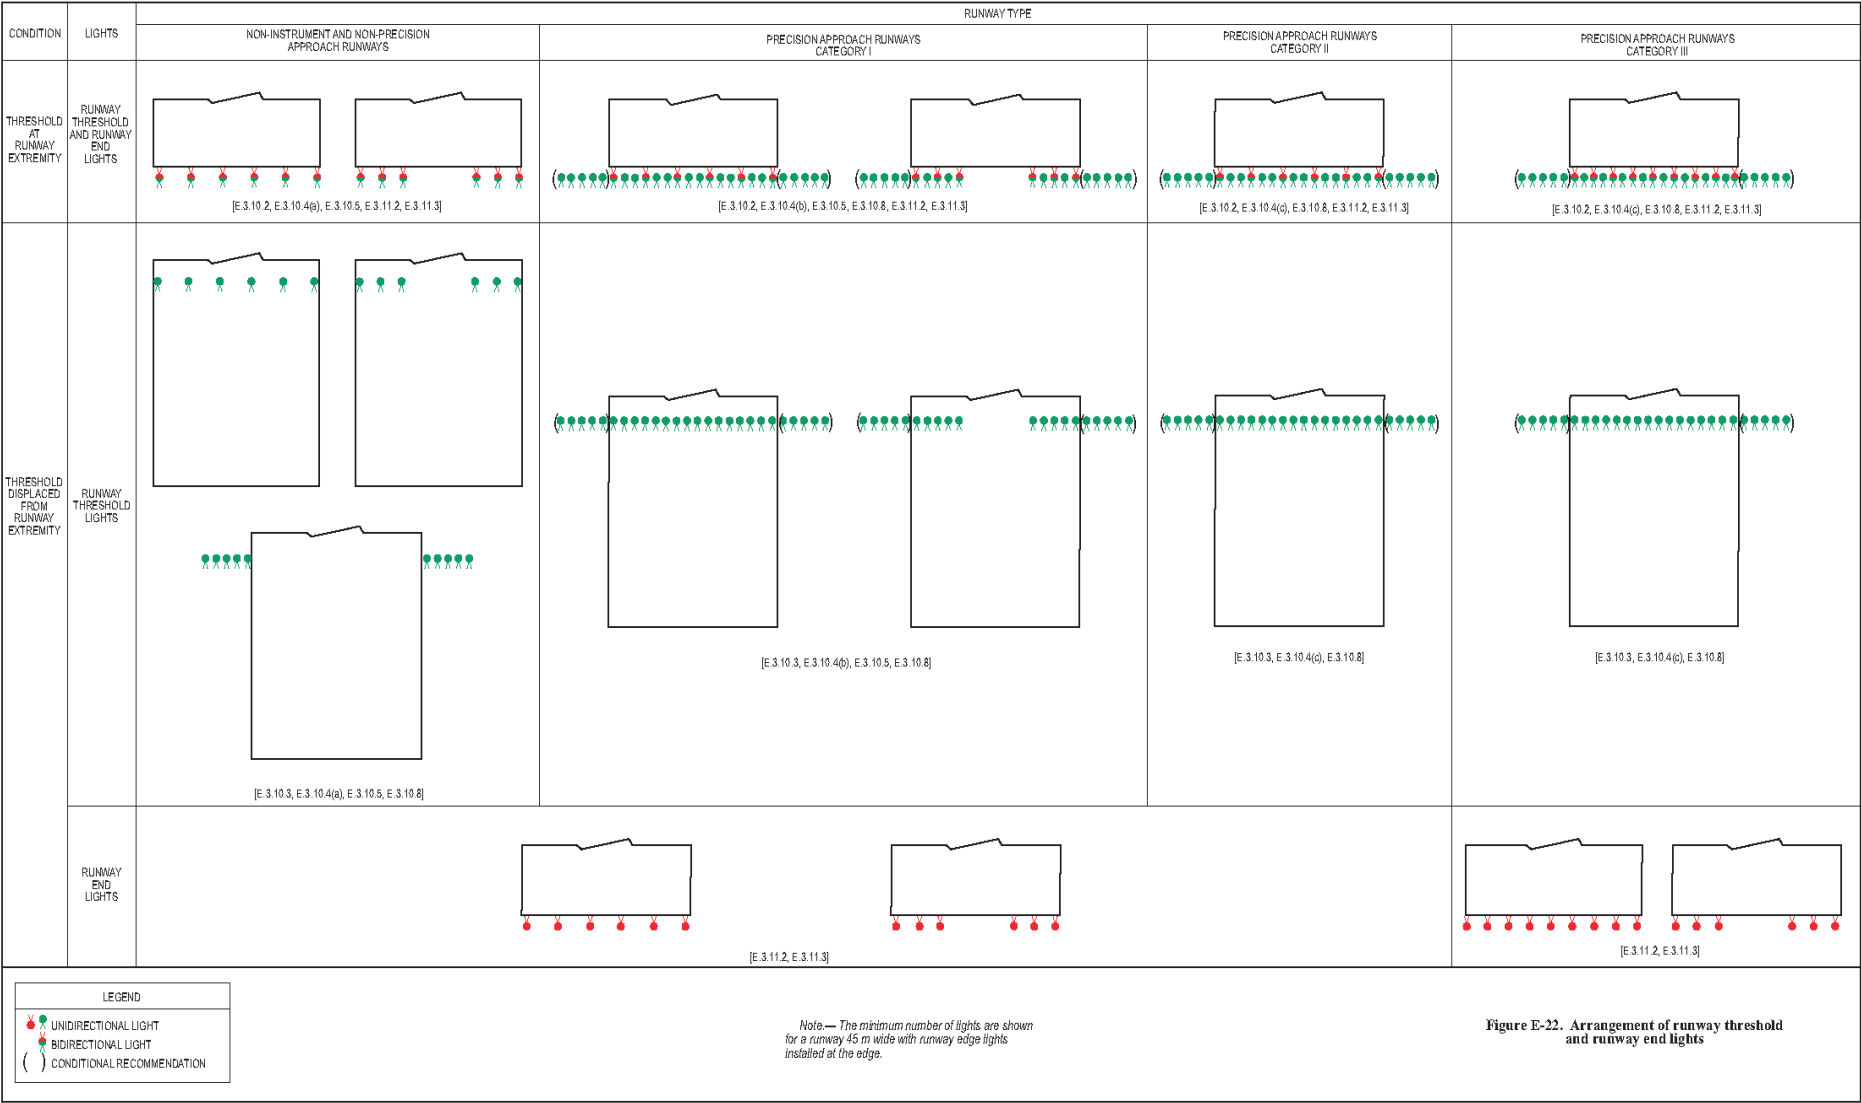 CONDITION
LIGHTS
RUNWAY TYPE
NON-INSTRUMENT AND NON-PRECISION
APPROACH RUNWAYS
PRECISION APPROACH RUNWAYS
CATEGORY I
PRECISION APPROACH RUNWAYS
CATEGORY II
PRECISION APPROACH RUNWAYS
CATEGORY III
THRESHOLD
AT
RUNWAY
EXTREMITY
RUNWAY
THRESHOLD
AND RUNWAY
END
LIGHTS
[E.3.10.2, E.3.10.4(a), E.3.10.5, E.3.11.2, E.3.11.3]
[E.3.10.2, E.3.10.4(b), E.3.10.5, E.3.10.8, E.3.11.2, E.3.11.3]
[E.3.10.2, E.3.10.4(c), E.3.10.8, E.3.11.2, E.3.11.3]
[E.3.10.2, E.3.10.4(c), E.3.10.8, E.3.11.2, E.3.11.3]
THRESHOLD
DISPLACED
FROM
RUNWAY
EXTREMITY
RUNWAY
THRESHOLD
LIGHTS
[E.3.10.3, E.3.10.4(a), E.3.10.5, E.3.10.8]
[E.3.10.3, E.3.10.4(b), E.3.10.5, E.3.10.8]
[E.3.10.3, E.3.10.4(c), E.3.10.8]
[E.3.10.3, E.3.10.4(c), E.3.10.8]
RUNWAY
END
LIGHTS
[E.3.11.2, E.3.11.3]
[E.3.11.2, E.3.11.3]
LEGEND
UNIDIRECTIONAL LIGHT
BIDIRECTIONAL LIGHT
( ) CONDITIONAL RECOMMENDATION
Note.— The minimum number of lights are shown
for a runway 45 m wide with runway edge lights
installed at the edge.
Figure E-22. Arrangement of runway threshold
and runway end lights